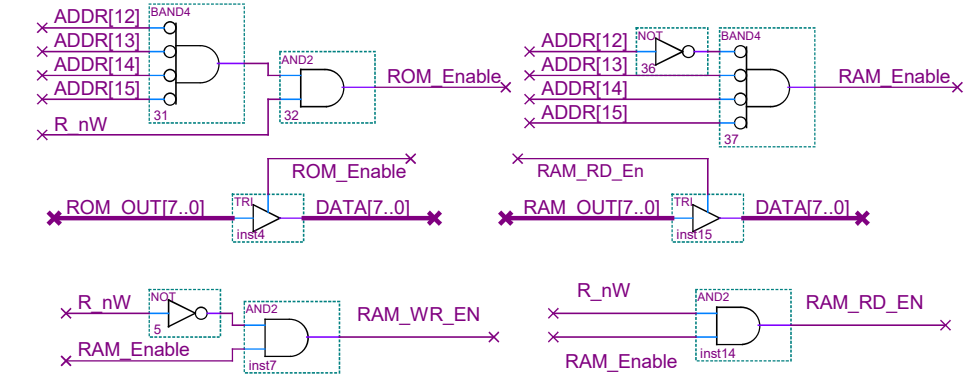 ADDR[12]
BAND4
ADDR[13]
ADDR[14]
ADDR[15]
31
R_nW
AND2
32
ROM_Enable
ADDR[12]
NOT
36
BAND4
ADDR[13]
ADDR[14]
ADDR[15]
37
RAM_Enable
ROM_Enable
ROM_OUT[7..0]
TRI
inst4
DATA[7..0]
RAM_RD_En
RAM_OUT[7..0]
TRI
inst15
DATA[7..0]
R_nW
NOT
5
AND2
RAM_Enable
inst7
RAM_WR_EN
R_nW
AND2
RAM_Enable
inst14
RAM_RD_EN